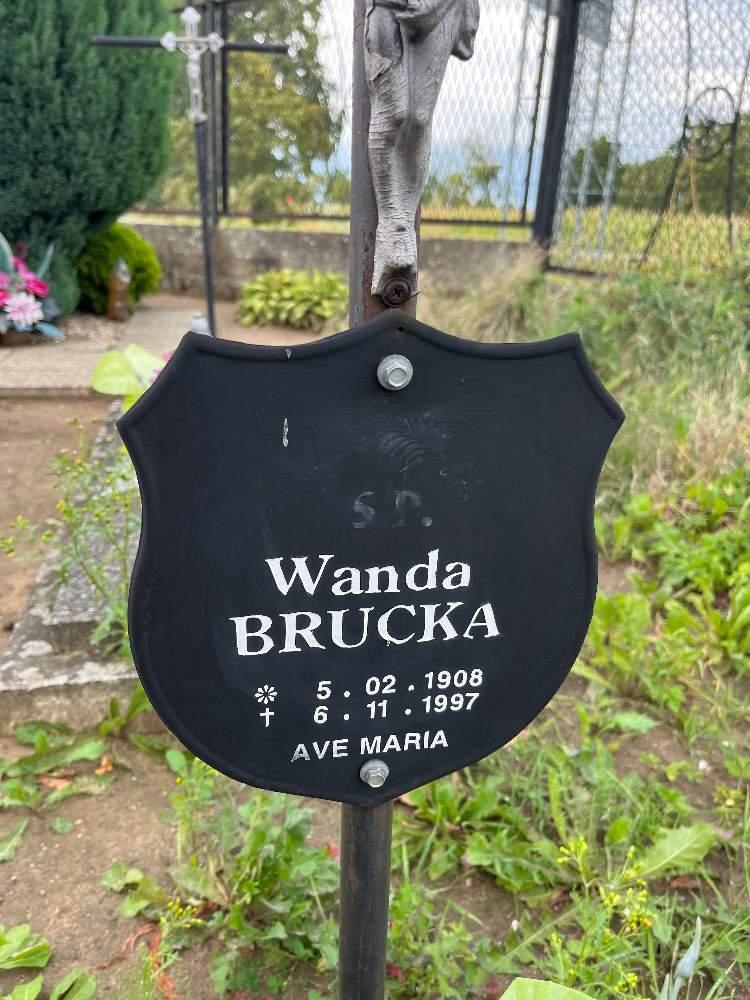 S.P.
Wanda
BRUCKA
5.02.1908
6.11.1997
AVE MARIA